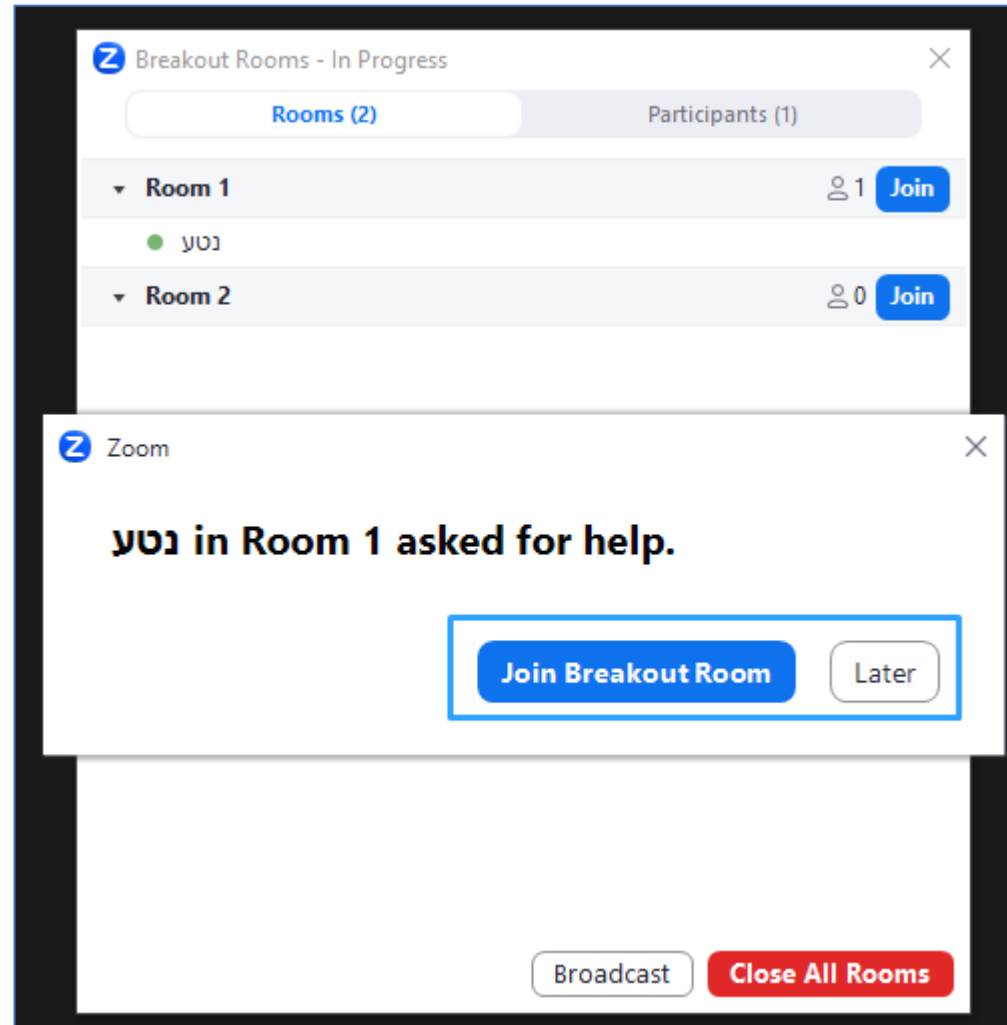 Breakout Rooms - In Progress
Rooms (2) Participants (1)
Room 1 1 Join
נטע
Room 2 0 Join
Zoom
נטע in Room 1 asked for help.
Join Breakout Room Later
Broadcast Close All Rooms